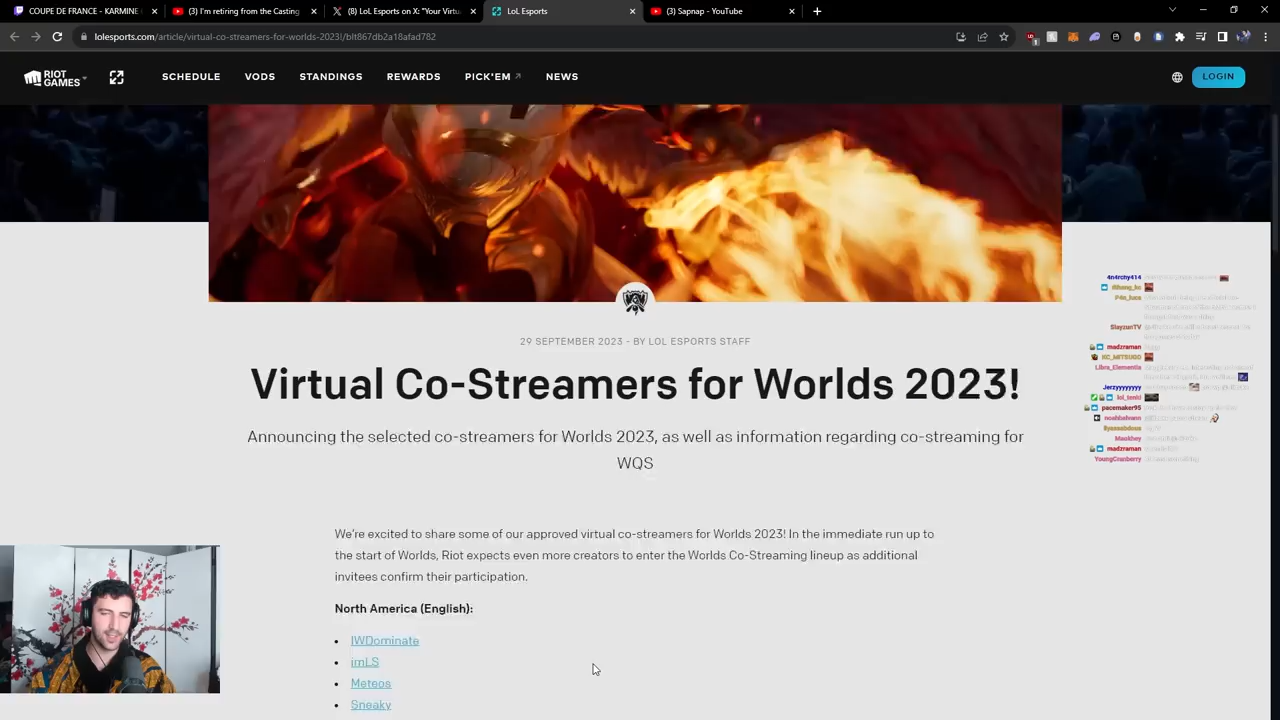 COUPE DE FRANCE - KARMINE
(3) I'm retiring from the Casting
(8) LoL Esports on X: "Your Virtu
LoL Esports
(3) Sapnap - YouTube
lolesports.com/article/virtual-co-streamers-for-worlds-2023!/blt867db2a18afad782
RIOT GAMES
SCHEDULE
VODS
STANDINGS
REWARDS
PICK'EM
NEWS
LOGIN
29 SEPTEMBER 2023 - BY LOL ESPORTS STAFF
Virtual Co-Streamers for Worlds 2023!
Announcing the selected co-streamers for Worlds 2023, as well as information regarding co-streaming for
WQS
We're excited to share some of our approved virtual co-streamers for Worlds 2023! In the immediate run up to
the start of Worlds, Riot expects even more creators to enter the Worlds Co-Streaming lineup as additional
invitees confirm their participation.
North America (English):
IWDominate
imLS
Meteos
Sneaky
4n4rchy414
SlayzunTV
madzraman
KC_MITSUGO
Libra_Elementia
Jerzyyyyyyy
lol_tenki
pacemaker95
noahbalvann
madzraman
YoungCranberry